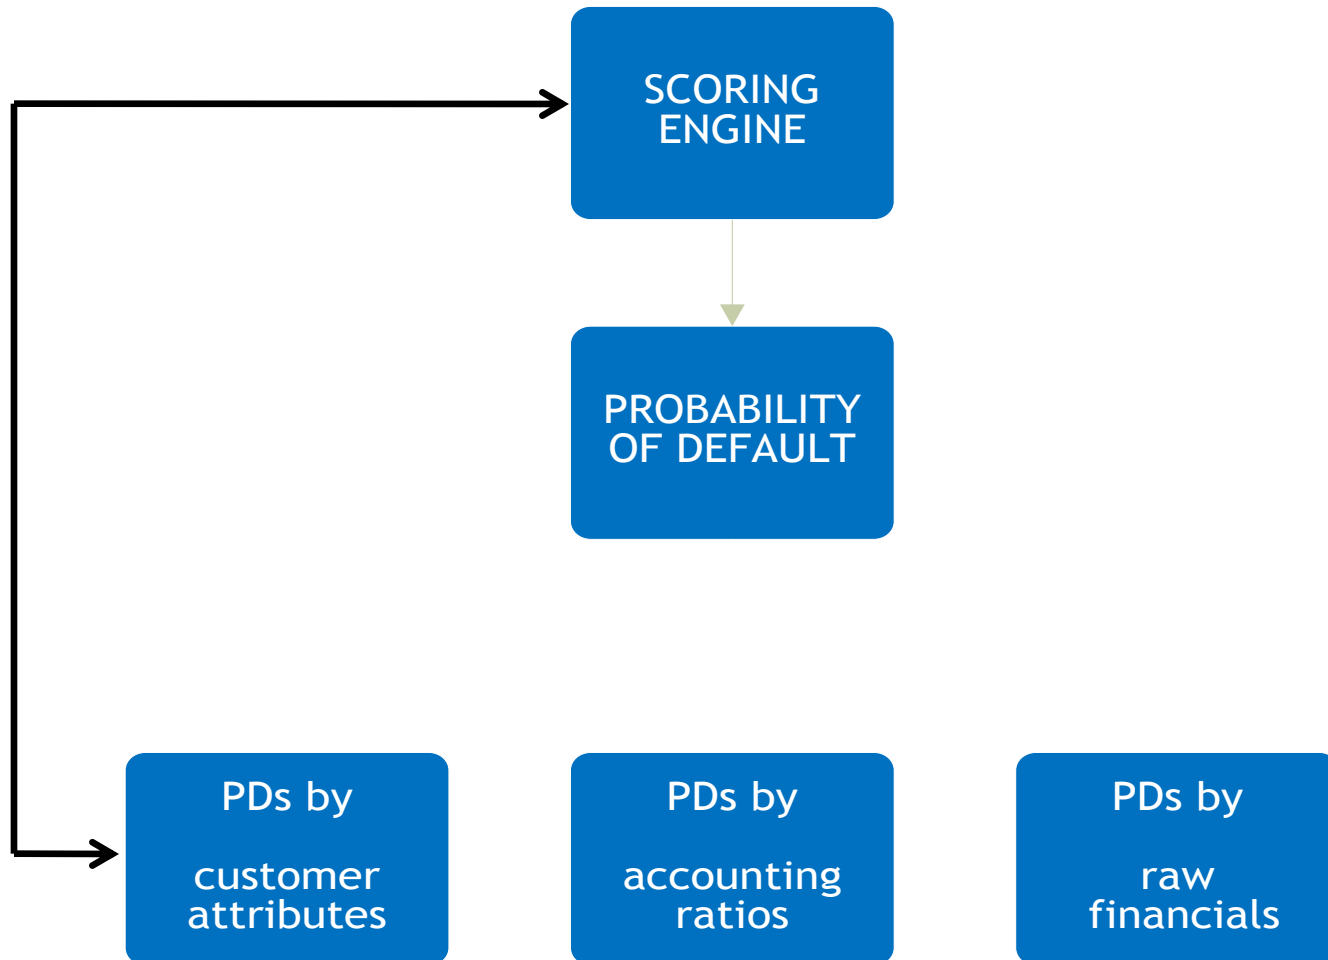 SCORING
ENGINE
PROBABILITY
OF DEFAULT
PDs by
customer
attributes
PDs by
accounting
ratios
PDs by
raw
financials